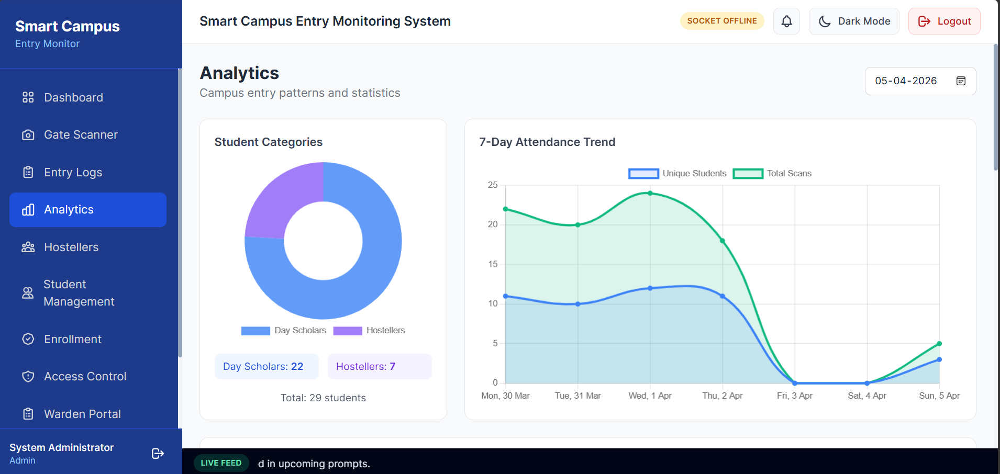 Smart Campus
Entry Monitor
Dashboard
Gate Scanner
Entry Logs
Analytics
Hostellers
Student
Management
Enrollment
Access Control
Warden Portal
System Administrator
Admin
Smart Campus Entry Monitoring System
SOCKET OFFLINE
Dark Mode
Logout
Analytics
Campus entry patterns and statistics
05-04-2026
Student Categories
Day Scholars
Hostellers
Day Scholars: 22
Hostellers: 7
Total: 29 students
7-Day Attendance Trend
Unique Students
Total Scans
25
20
15
10
5
0
Mon, 30 Mar
Tue, 31 Mar
Wed, 1 Apr
Thu, 2 Apr
Fri, 3 Apr
Sat, 4 Apr
Sun, 5 Apr
LIVE FEED
d in upcoming prompts.